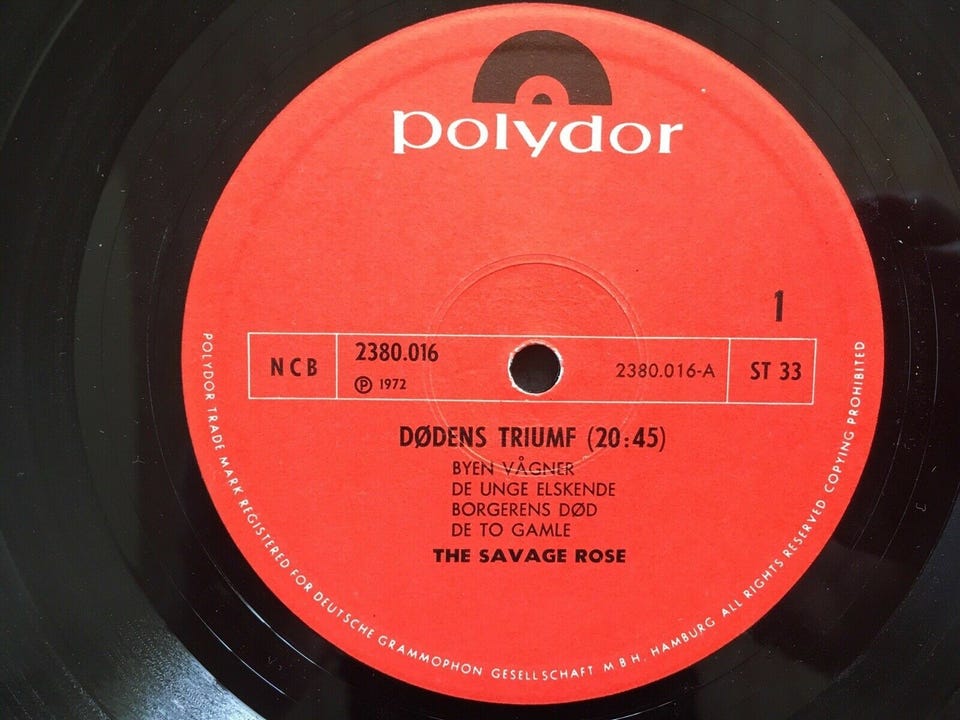 polydor
1
NCB
2380.016
℗ 1972
2380.016-A
ST 33
DØDENS TRIUMF (20:45)
BYEN VÅGNER
DE UNGE ELSKENDE
BORGERENS DØD
DE TO GAMLE
THE SAVAGE ROSE
POLYDOR TRADE MARK REGISTERED FOR DEUTSCHE GRAMMOPHON GESELLSCHAFT M B H, HAMBURG ALL RIGHTS RESERVED COPYING PROHIBITED